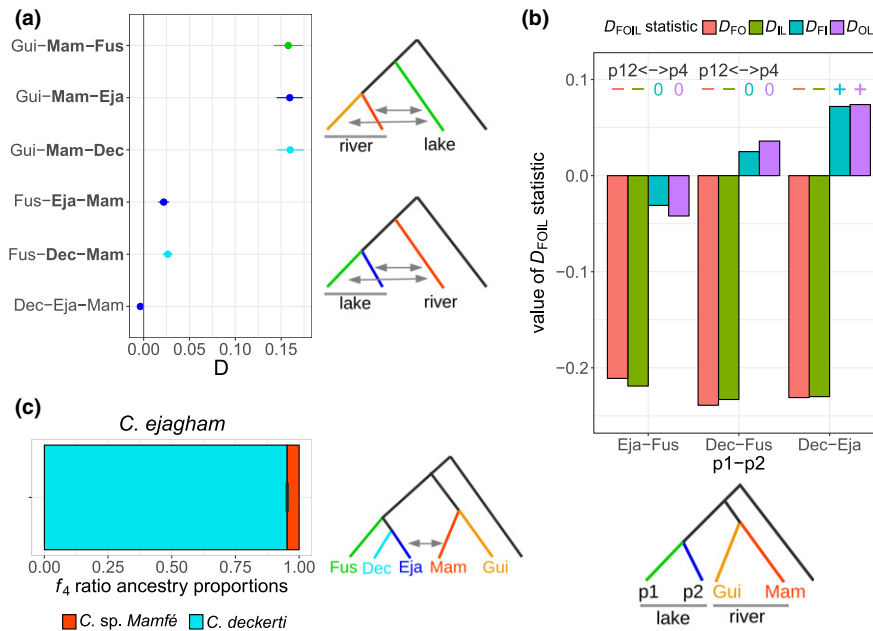 (a)
Gui−Mam−Fus
Gui−Mam−Eja
Gui−Mam−Dec
Fus−Eja−Mam
Fus−Dec−Mam
Dec−Eja−Mam
0.00 0.05 0.10 0.15
D
river lake
lake river
(b)
DFOIL statistic DFO DIL DFI DOL
p12<−>p4 p12<−>p4
− − 0 0 − − 0 0 − − + +
0.1
0.0
−0.1
−0.2
value of DFOIL statistic
Eja−Fus Dec−Fus Dec−Eja
p1−p2
p1 p2 Gui Mam
lake river
(c)
C. ejagham
0.00 0.25 0.50 0.75 1.00
f4 ratio ancestry proportions
C. sp. Mamfé C. deckerti
Fus Dec Eja Mam Gui